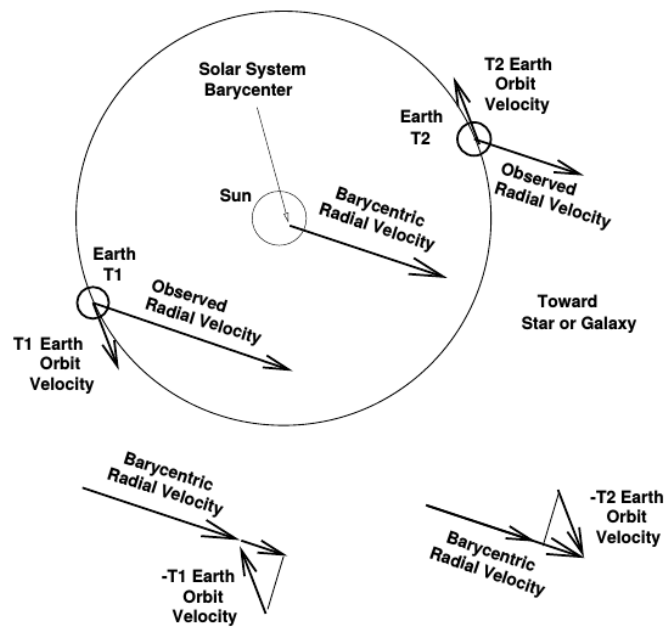 Solar System
Barycenter
T2 Earth
Orbit
Velocity
Earth
T2
Observed
Radial Velocity
Sun
Barycentric
Radial Velocity
Earth
T1
Observed
Radial Velocity
T1 Earth
Orbit
Velocity
Toward
Star or Galaxy
Barycentric
Radial Velocity
-T1 Earth
Orbit
Velocity
-T2 Earth
Orbit
Velocity
Barycentric
Radial Velocity